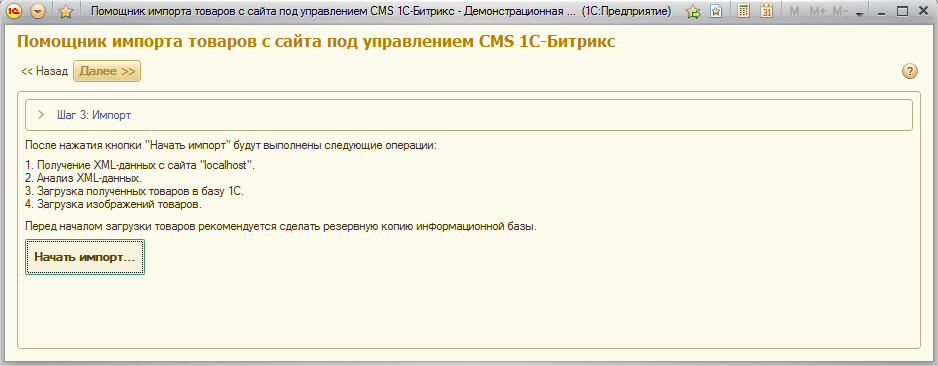 1С Помощник импорта товаров с сайта под управлением CMS 1С-Битрикс - Демонстрационная ... (1С:Предприятие) 31 M M+ M-
Помощник импорта товаров с сайта под управлением CMS 1С-Битрикс
<< Назад Далее >> ?
Шаг 3: Импорт
После нажатия кнопки "Начать импорт" будут выполнены следующие операции:
1. Получение XML-данных с сайта "localhost".
2. Анализ XML-данных.
3. Загрузка полученных товаров в базу 1С.
4. Загрузка изображений товаров.
Перед началом загрузки товаров рекомендуется сделать резервную копию информационной базы.
Начать импорт...